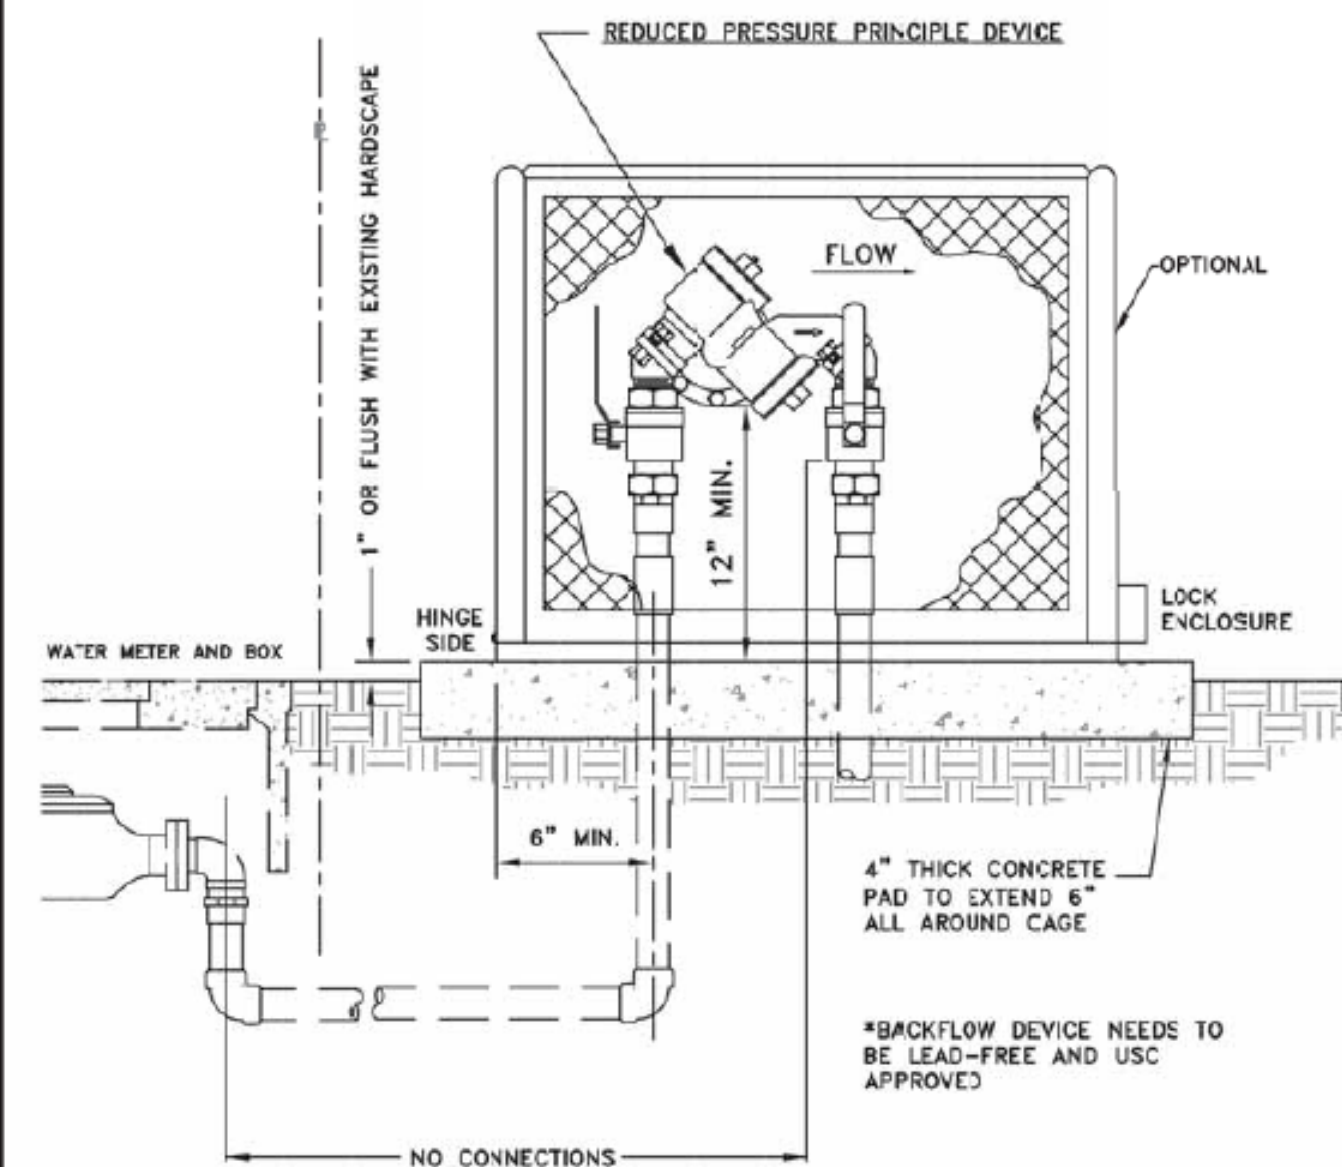 REDUCED PRESSURE PRINCIPLE DEVICE
1" OR FLUSH WITH EXISTING HARDSCAPE
PL
FLOW
OPTIONAL
12" MIN.
HINGE
SIDE
LOCK
ENCLOSURE
WATER METER AND BOX
6" MIN.
4" THICK CONCRETE
PAD TO EXTEND 6"
ALL AROUND CAGE
*BACKFLOW DEVICE NEEDS TO
BE LEAD-FREE AND USC
APPROVED
NO CONNECTIONS